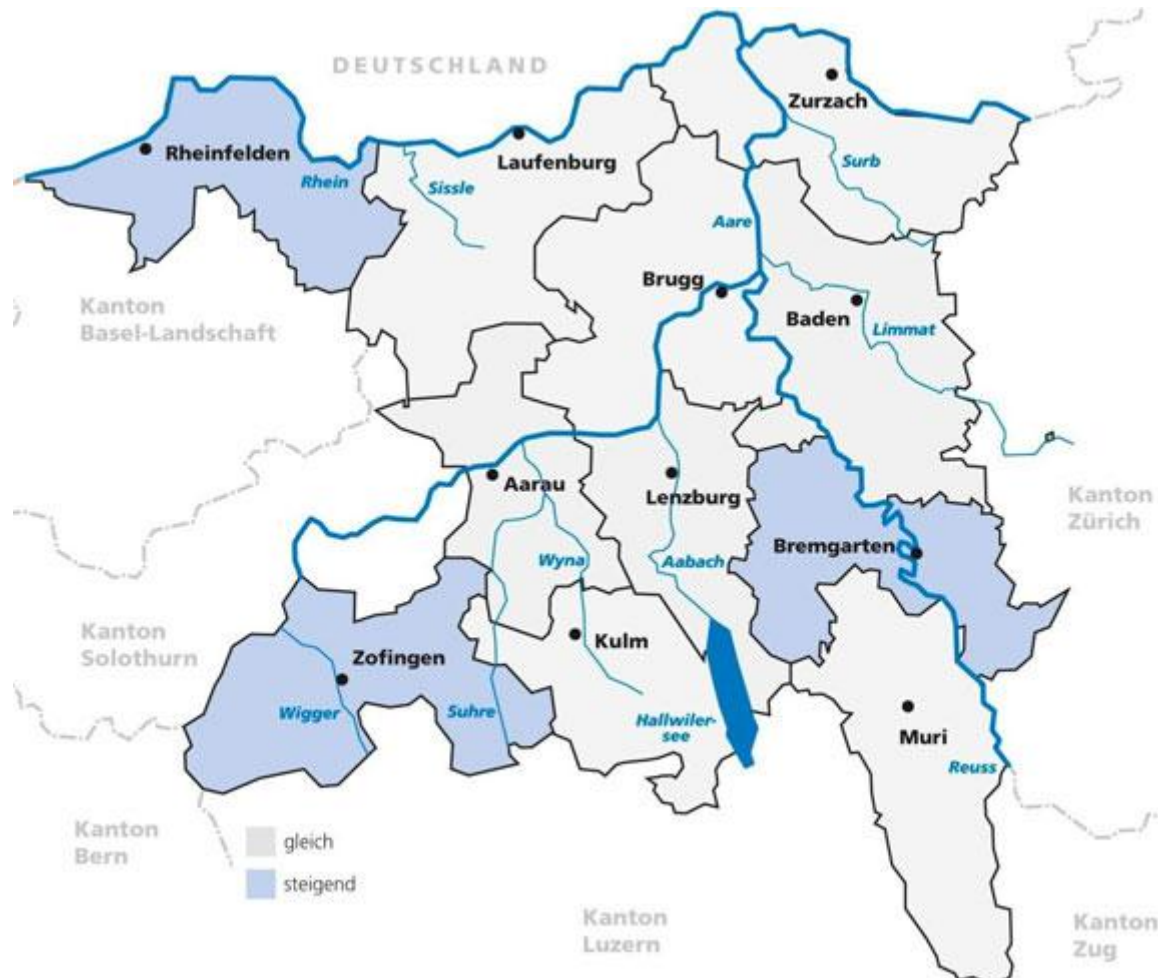 DEUTSCHLAND
Zurzach
Rheinfelden
Laufenburg
Rhein
Sissle
Surb
Aare
Kanton
Basel-Landschaft
Brugg
Baden
Limmat
Aarau
Lenzburg
Kanton
Zürich
Bremgarten
Wyna
Aabach
Kanton
Solothurn
Kulm
Zofingen
Wigger
Suhre
Hallwiler-
see
Muri
Reuss
Kanton
Bern
gleich
steigend
Kanton
Luzern
Kanton
Zug